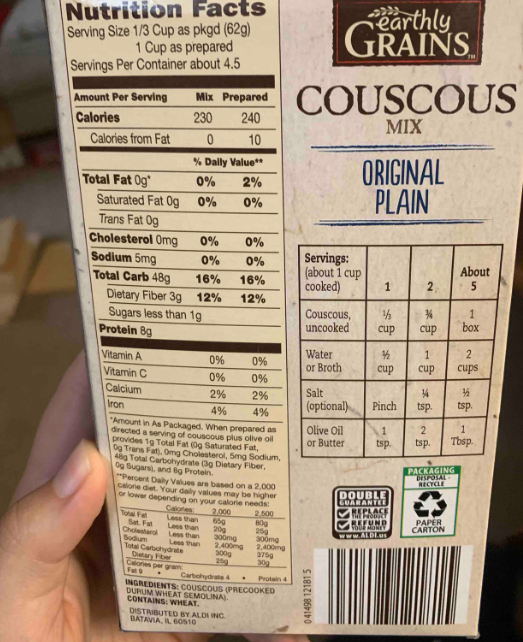 Nutrition Facts
Serving Size 1/3 Cup as pkgd (62g)
1 Cup as prepared
Servings Per Container about 4.5
Amount Per Serving Mix Prepared
Calories 230 240
Calories from Fat 0 10
% Daily Value**
Total Fat 0g* 0% 2%
Saturated Fat 0g 0% 0%
Trans Fat 0g
Cholesterol 0mg 0% 0%
Sodium 5mg 0% 0%
Total Carb 48g 16% 16%
Dietary Fiber 3g 12% 12%
Sugars less than 1g
Protein 8g
Vitamin A 0% 0%
Vitamin C 0% 0%
Calcium 2% 2%
Iron 4% 4%
*Amount in As Packaged. When prepared as
directed a serving of couscous plus olive oil
provides 1g Total Fat (0g Saturated Fat,
0g Trans Fat), 0mg Cholesterol, 5mg Sodium,
48g Total Carbohydrate (3g Dietary Fiber,
0g Sugars), and 8g Protein.
**Percent Daily Values are based on a 2,000
calorie diet. Your daily values may be higher
or lower depending on your calorie needs:
Calories: 2,000 2,500
Total Fat Less than 65g 80g
Sat. Fat Less than 20g 25g
Cholesterol Less than 300mg 300mg
Sodium Less than 2,400mg 2,400mg
Total Carbohydrate 300g 375g
Dietary Fiber 25g 30g
Calories per gram:
Fat 9 • Carbohydrate 4 • Protein 4
INGREDIENTS: COUSCOUS (PRECOOKED
DURUM WHEAT SEMOLINA).
CONTAINS: WHEAT.
DISTRIBUTED BY ALDI INC.
BATAVIA, IL 60510
earthly
GRAINS™
COUSCOUS
MIX
ORIGINAL
PLAIN
Servings:
(about 1 cup
cooked) 1 2 About
5
Couscous,
uncooked ⅓
cup ¾
cup 1
box
Water
or Broth ½
cup 1
cup 2
cups
Salt
(optional) Pinch ¼
tsp. ½
tsp.
Olive Oil
or Butter 1
tsp. 2
tsp. 1
Tbsp.
DOUBLE
GUARANTEE
REPLACE
THE PRODUCT
REFUND
YOUR MONEY
www.ALDI.us
PACKAGING
DISPOSAL -
RECYCLE
PAPER
CARTON
0 41498 12181 5